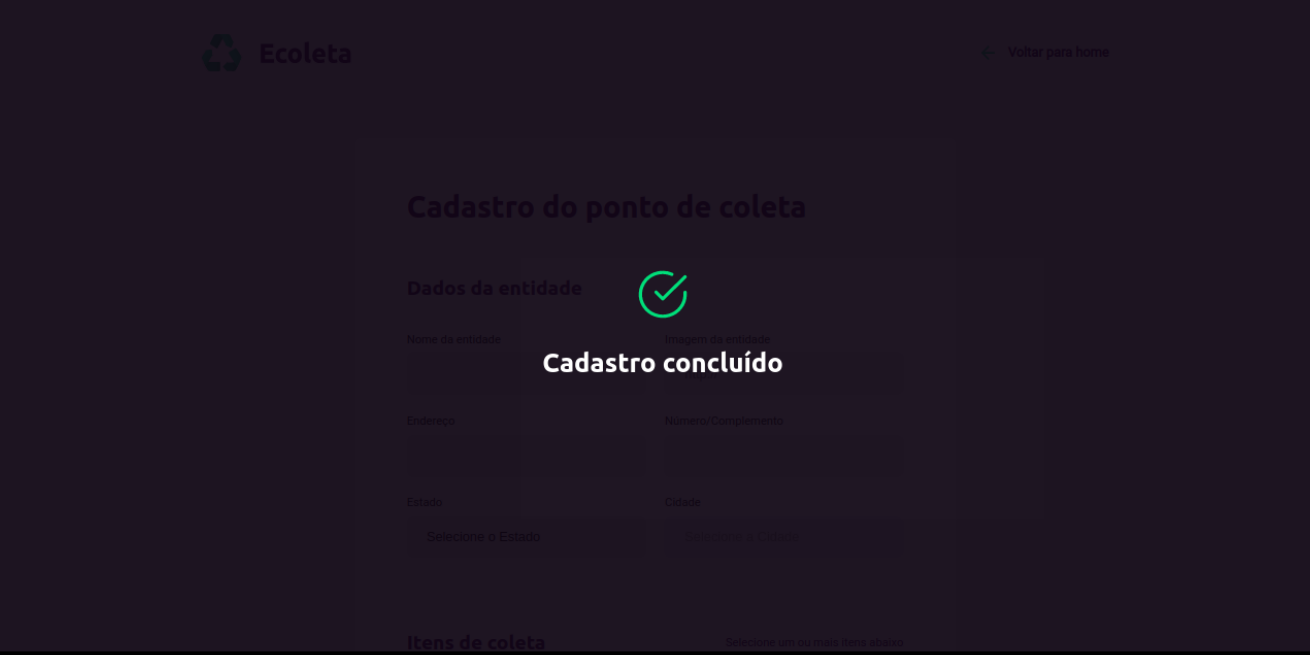 Ecoleta
Voltar para home
Cadastro do ponto de coleta
Dados da entidade
Nome da entidade
Imagem da entidade
Cadastro concluído
Endereço
Número/Complemento
Estado
Cidade
Selecione o Estado
Selecione a Cidade
Itens de coleta
Selecione um ou mais itens abaixo